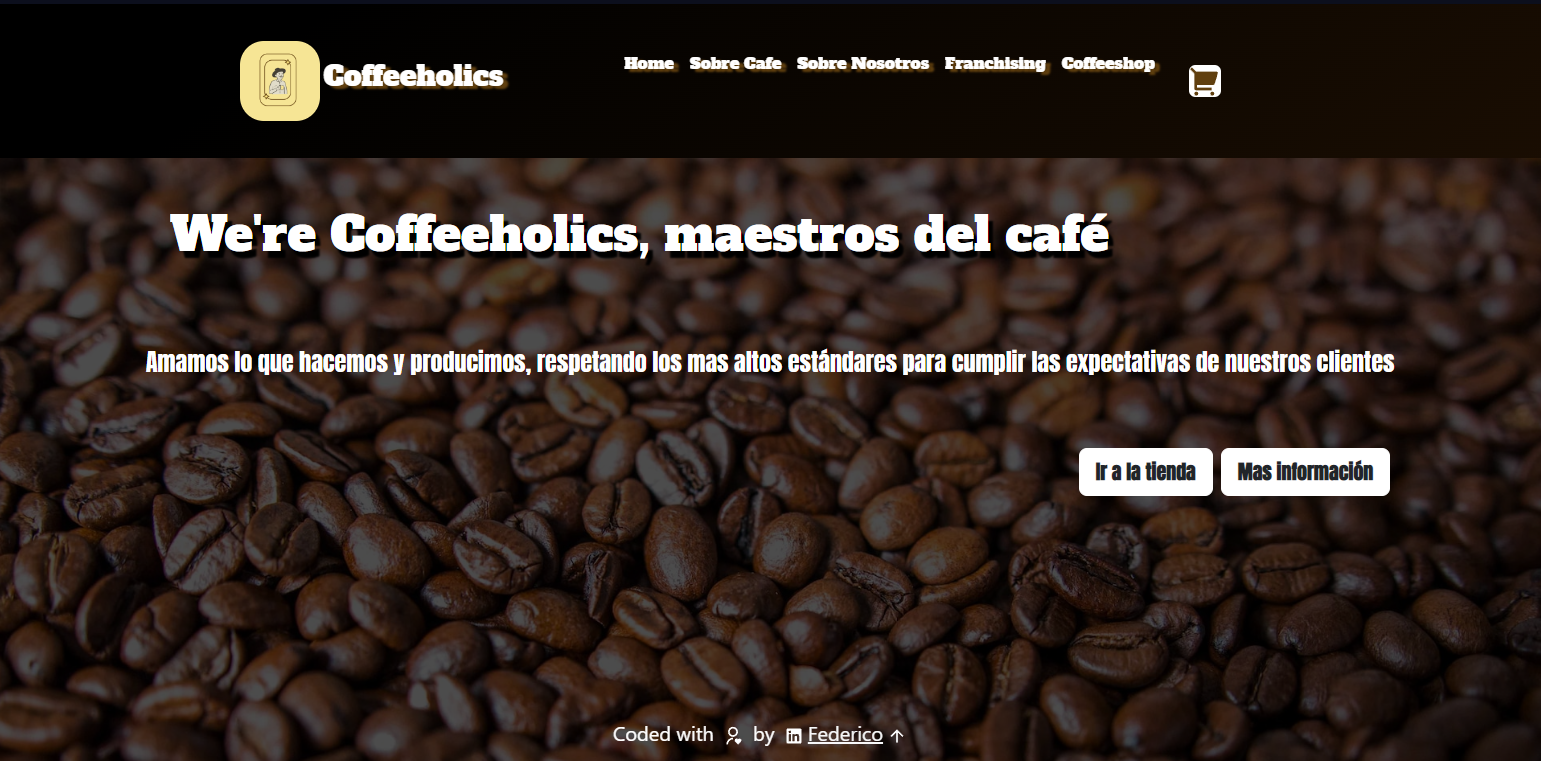 Coffeeholics
Home Sobre Cafe Sobre Nosotros Franchising Coffeeshop
We're Coffeeholics, maestros del café
Amamos lo que hacemos y producimos, respetando los mas altos estándares para cumplir las expectativas de nuestros clientes
Ir a la tienda Mas información
Coded with by in Federico ↑